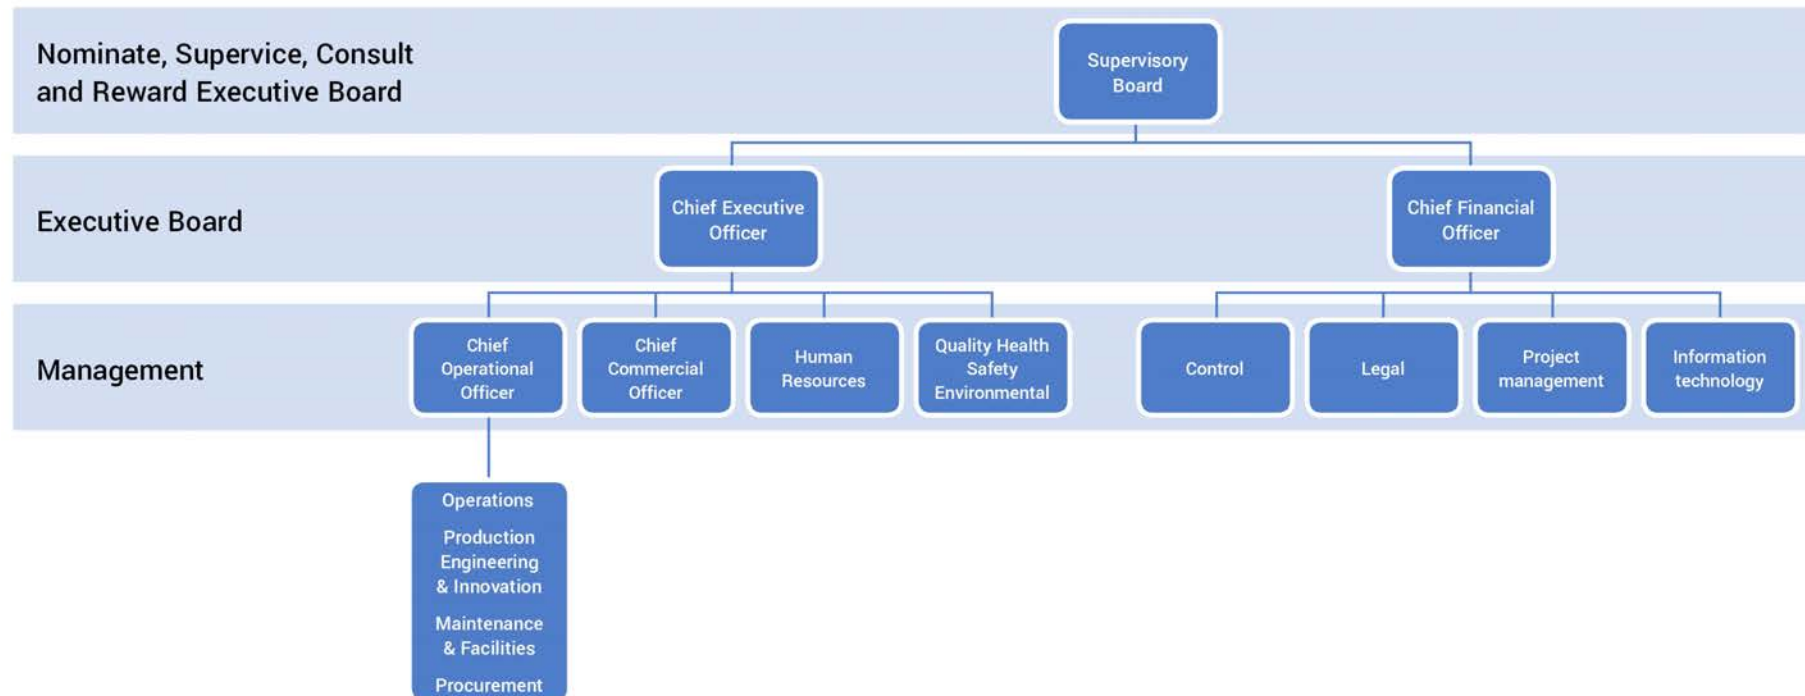 Nominate, Supervice, Consult
and Reward Executive Board
Supervisory
Board
Executive Board
Chief Executive
Officer
Chief Financial
Officer
Management
Chief
Operational
Officer
Chief
Commercial
Officer
Human
Resources
Quality Health
Safety
Environmental
Control
Legal
Project
management
Information
technology
Operations
Production
Engineering
& Innovation
Maintenance
& Facilities
Procurement